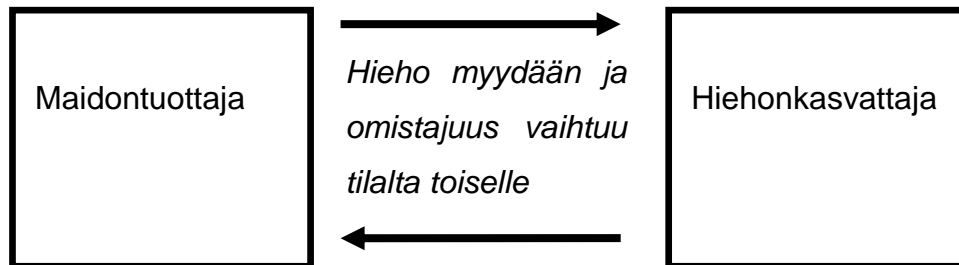 Maidontuottaja
Hieho myydään ja
omistajuus vaihtuu
tilalta toiselle
Hiehonkasvattaja